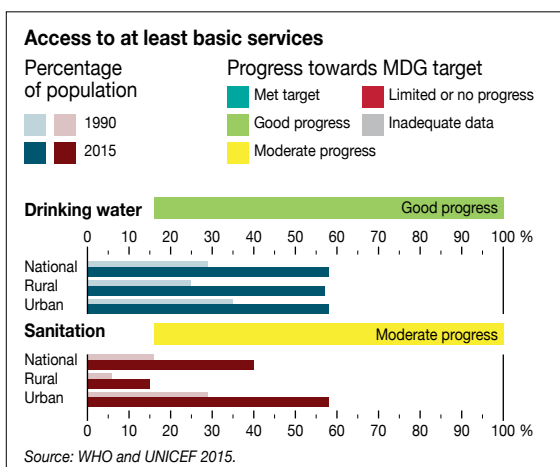 Access to at least basic services
Percentage of population
Progress towards MDG target
1990
2015
Met target
Limited or no progress
Good progress
Inadequate data
Moderate progress
Drinking water
Good progress
0 10 20 30 40 50 60 70 80 90 100 %
National
Rural
Urban
Sanitation
Moderate progress
National
Rural
Urban
0 10 20 30 40 50 60 70 80 90 100 %
Source: WHO and UNICEF 2015.